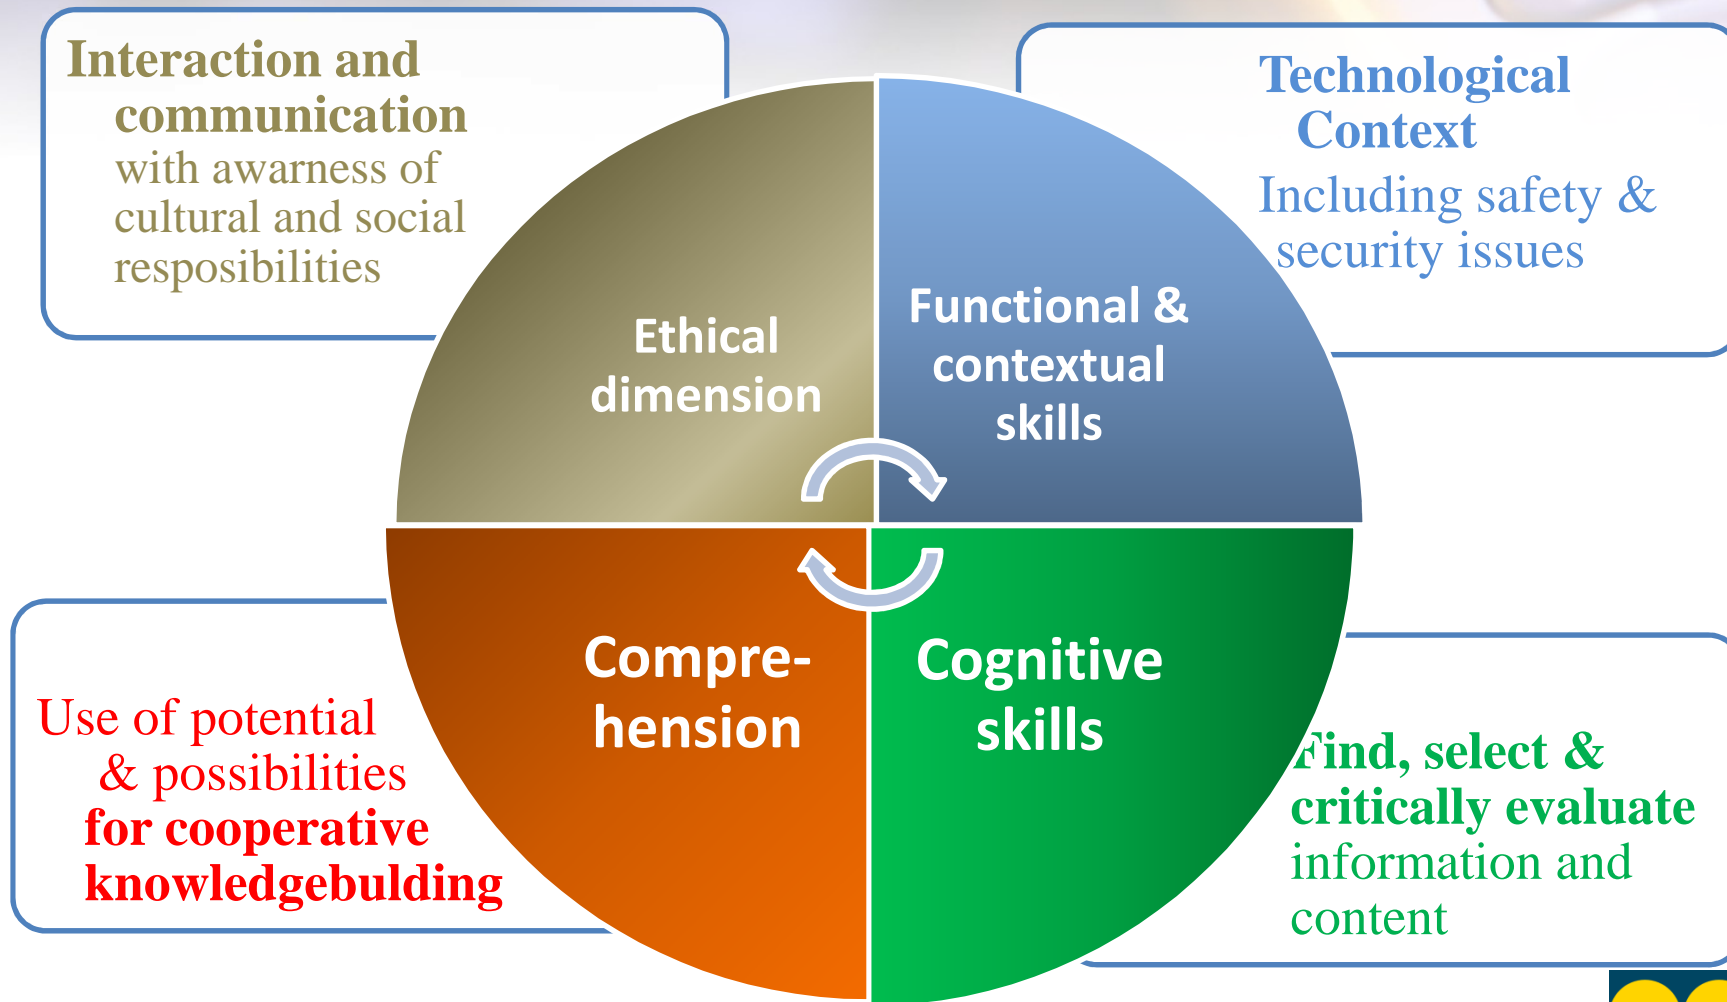 Interaction and
communication
with awarness of
cultural and social
resposibilities
Technological
Context
Including safety &
security issues
Ethical
dimension
Functional &
contextual
skills
Compre-
hension
Cognitive
skills
Use of potential
& possibilities
for cooperative
knowledgebulding
Find, select &
critically evaluate
information and
content